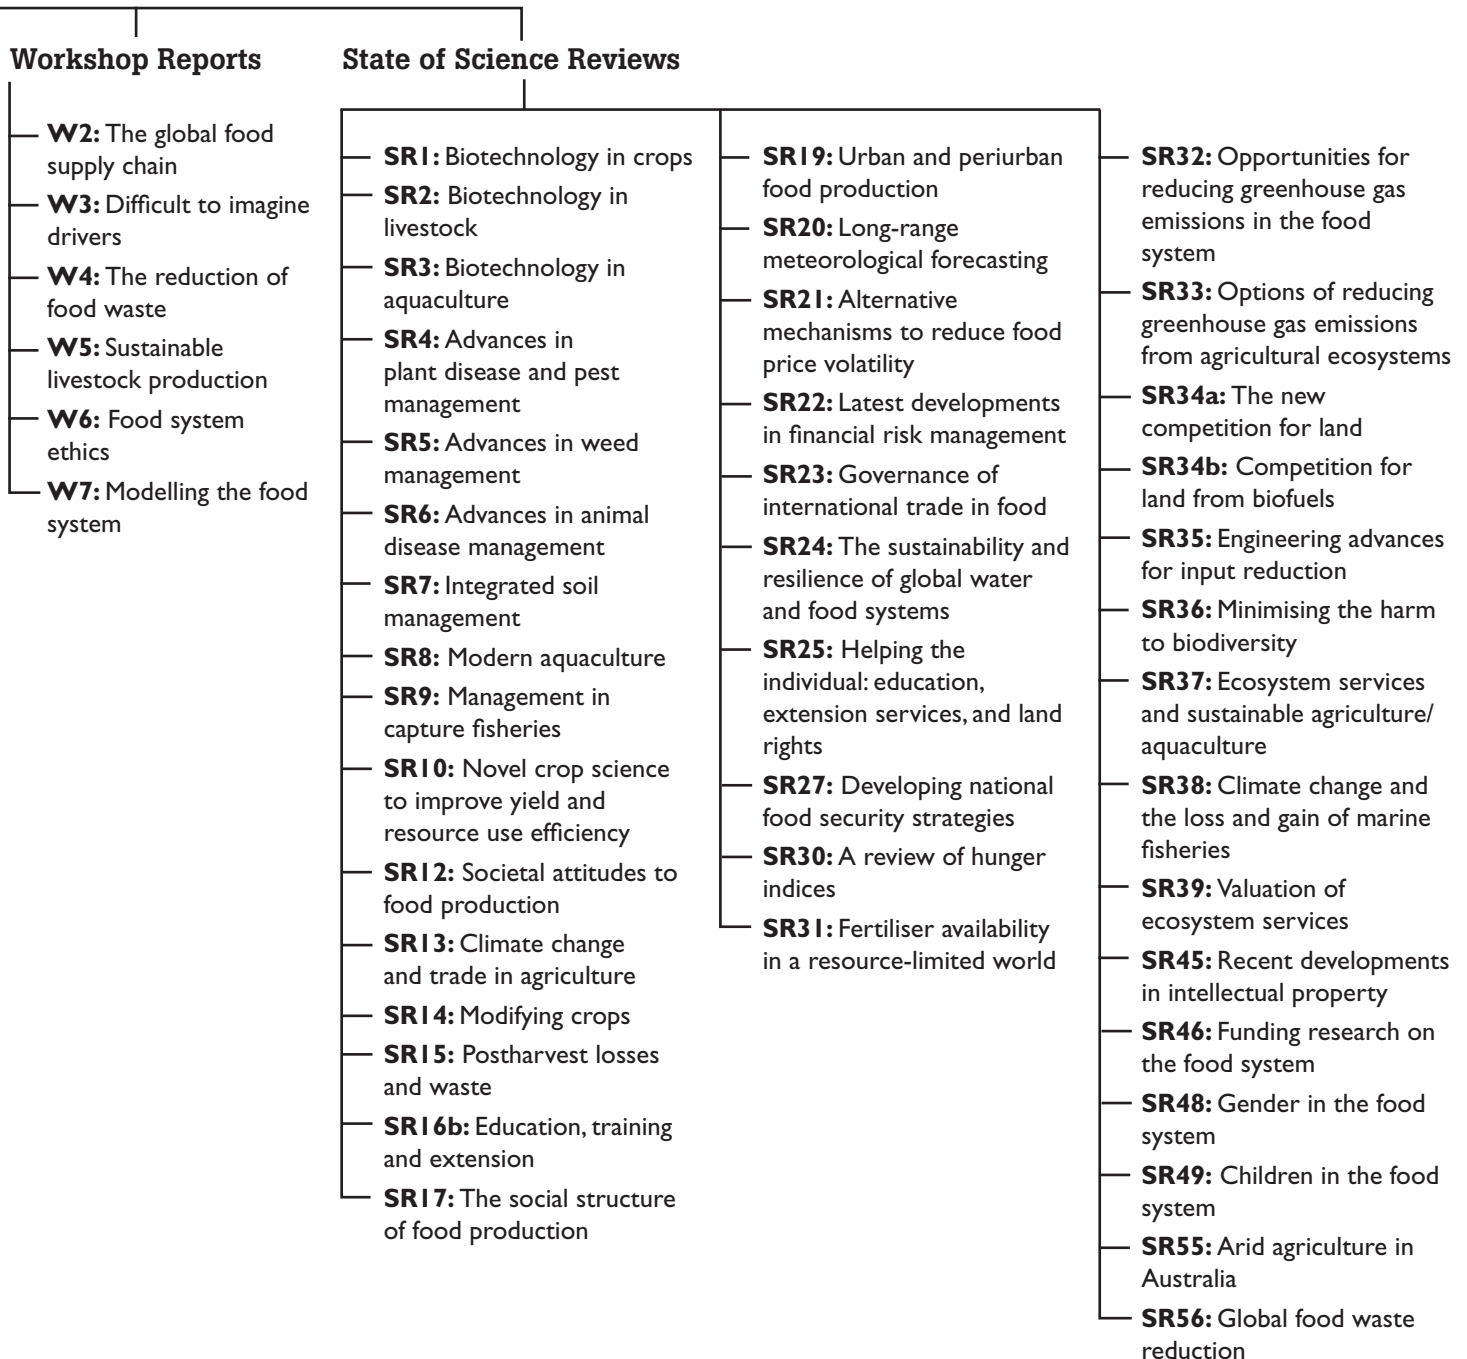 Workshop Reports
W2: The global food
supply chain
W3: Difficult to imagine
drivers
W4: The reduction of
food waste
W5: Sustainable
livestock production
W6: Food system
ethics
W7: Modelling the food
system
State of Science Reviews
SR1: Biotechnology in crops
SR2: Biotechnology in
livestock
SR3: Biotechnology in
aquaculture
SR4: Advances in
plant disease and pest
management
SR5: Advances in weed
management
SR6: Advances in animal
disease management
SR7: Integrated soil
management
SR8: Modern aquaculture
SR9: Management in
capture fisheries
SR10: Novel crop science
to improve yield and
resource use efficiency
SR12: Societal attitudes to
food production
SR13: Climate change
and trade in agriculture
SR14: Modifying crops
SR15: Postharvest losses
and waste
SR16b: Education, training
and extension
SR17: The social structure
of food production
SR19: Urban and periurban
food production
SR20: Long-range
meteorological forecasting
SR21: Alternative
mechanisms to reduce food
price volatility
SR22: Latest developments
in financial risk management
SR23: Governance of
international trade in food
SR24: The sustainability and
resilience of global water
and food systems
SR25: Helping the
individual: education,
extension services, and land
rights
SR27: Developing national
food security strategies
SR30: A review of hunger
indices
SR31: Fertiliser availability
in a resource-limited world
SR32: Opportunities for
reducing greenhouse gas
emissions in the food
system
SR33: Options of reducing
greenhouse gas emissions
from agricultural ecosystems
SR34a: The new
competition for land
SR34b: Competition for
land from biofuels
SR35: Engineering advances
for input reduction
SR36: Minimising the harm
to biodiversity
SR37: Ecosystem services
and sustainable agriculture/
aquaculture
SR38: Climate change and
the loss and gain of marine
fisheries
SR39: Valuation of
ecosystem services
SR45: Recent developments
in intellectual property
SR46: Funding research on
the food system
SR48: Gender in the food
system
SR49: Children in the food
system
SR55: Arid agriculture in
Australia
SR56: Global food waste
reduction